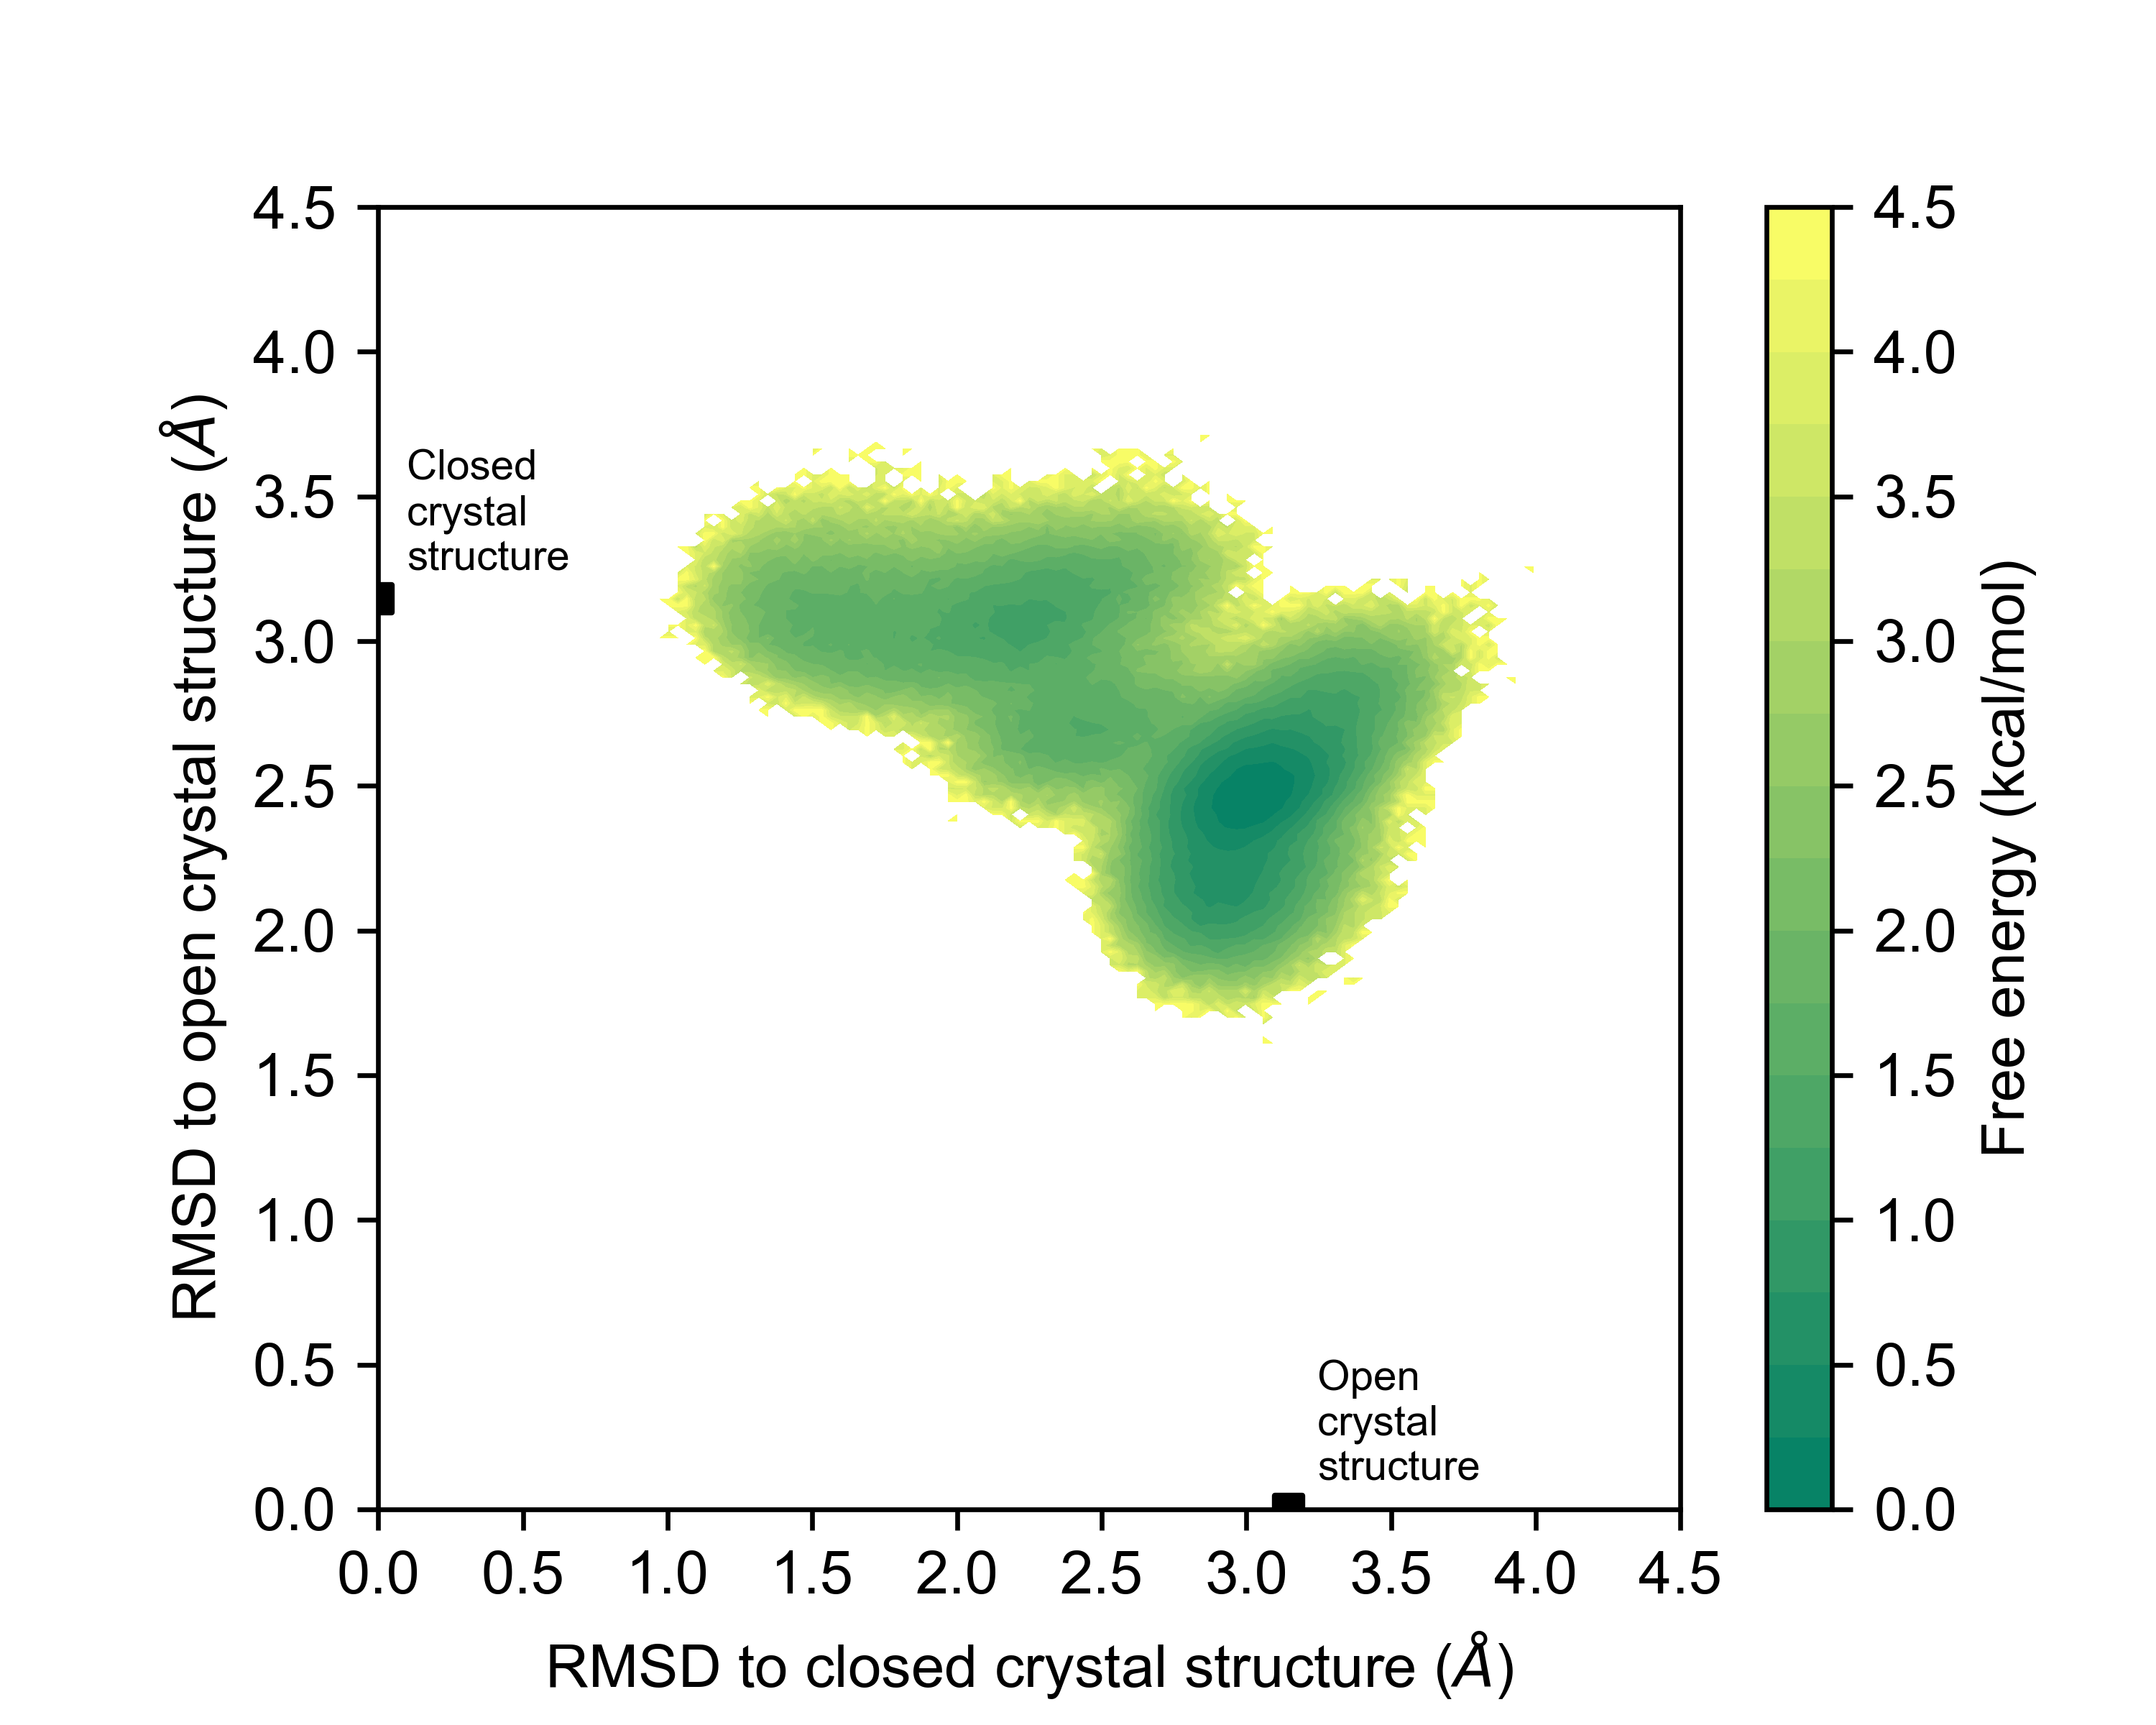 4.5
4.0
3.5
3.0
2.5
2.0
1.5
1.0
0.5
0.0
RMSD to open crystal structure (Å)
Closed
crystal
structure
Open
crystal
structure
0.0 0.5 1.0 1.5 2.0 2.5 3.0 3.5 4.0 4.5
RMSD to closed crystal structure (Å)
4.5
4.0
3.5
3.0
2.5
2.0
1.5
1.0
0.5
0.0
Free energy (kcal/mol)